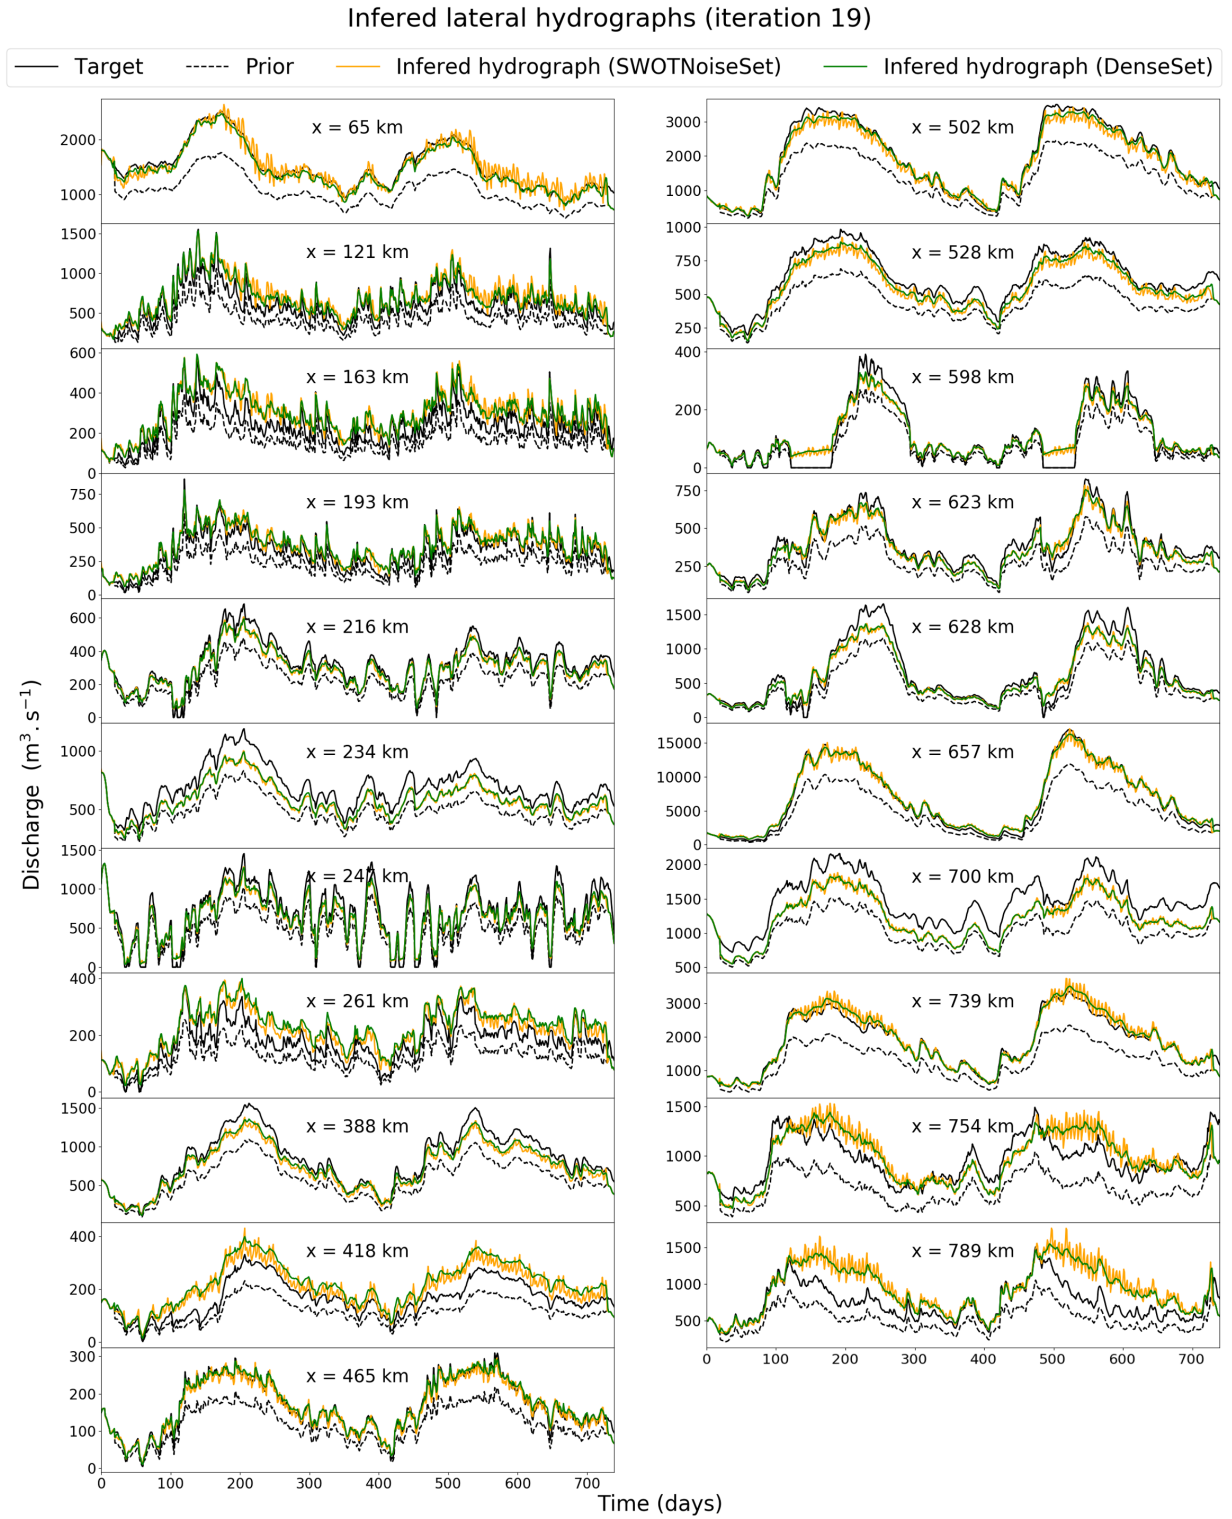 Infered lateral hydrographs (iteration 19)
Target Prior Infered hydrograph (SWOTNoiseSet) Infered hydrograph (DenseSet)
Discharge (m³.s⁻¹)
x = 65 km
2000
1000
x = 121 km
1500
1000
500
x = 163 km
600
400
200
0
x = 193 km
750
500
250
0
x = 216 km
600
400
200
0
x = 234 km
1000
500
x = 247 km
1500
1000
500
0
x = 261 km
400
200
0
x = 388 km
1500
1000
500
x = 418 km
400
200
0
x = 465 km
300
200
100
0
0 100 200 300 400 500 600 700
x = 502 km
3000
2000
1000
x = 528 km
1000
750
500
250
x = 598 km
400
200
0
x = 623 km
750
500
250
x = 628 km
1500
1000
500
0
x = 657 km
15000
10000
5000
0
x = 700 km
2000
1500
1000
500
x = 739 km
3000
2000
1000
x = 754 km
1500
1000
500
x = 789 km
1500
1000
500
0 100 200 300 400 500 600 700
Time (days)